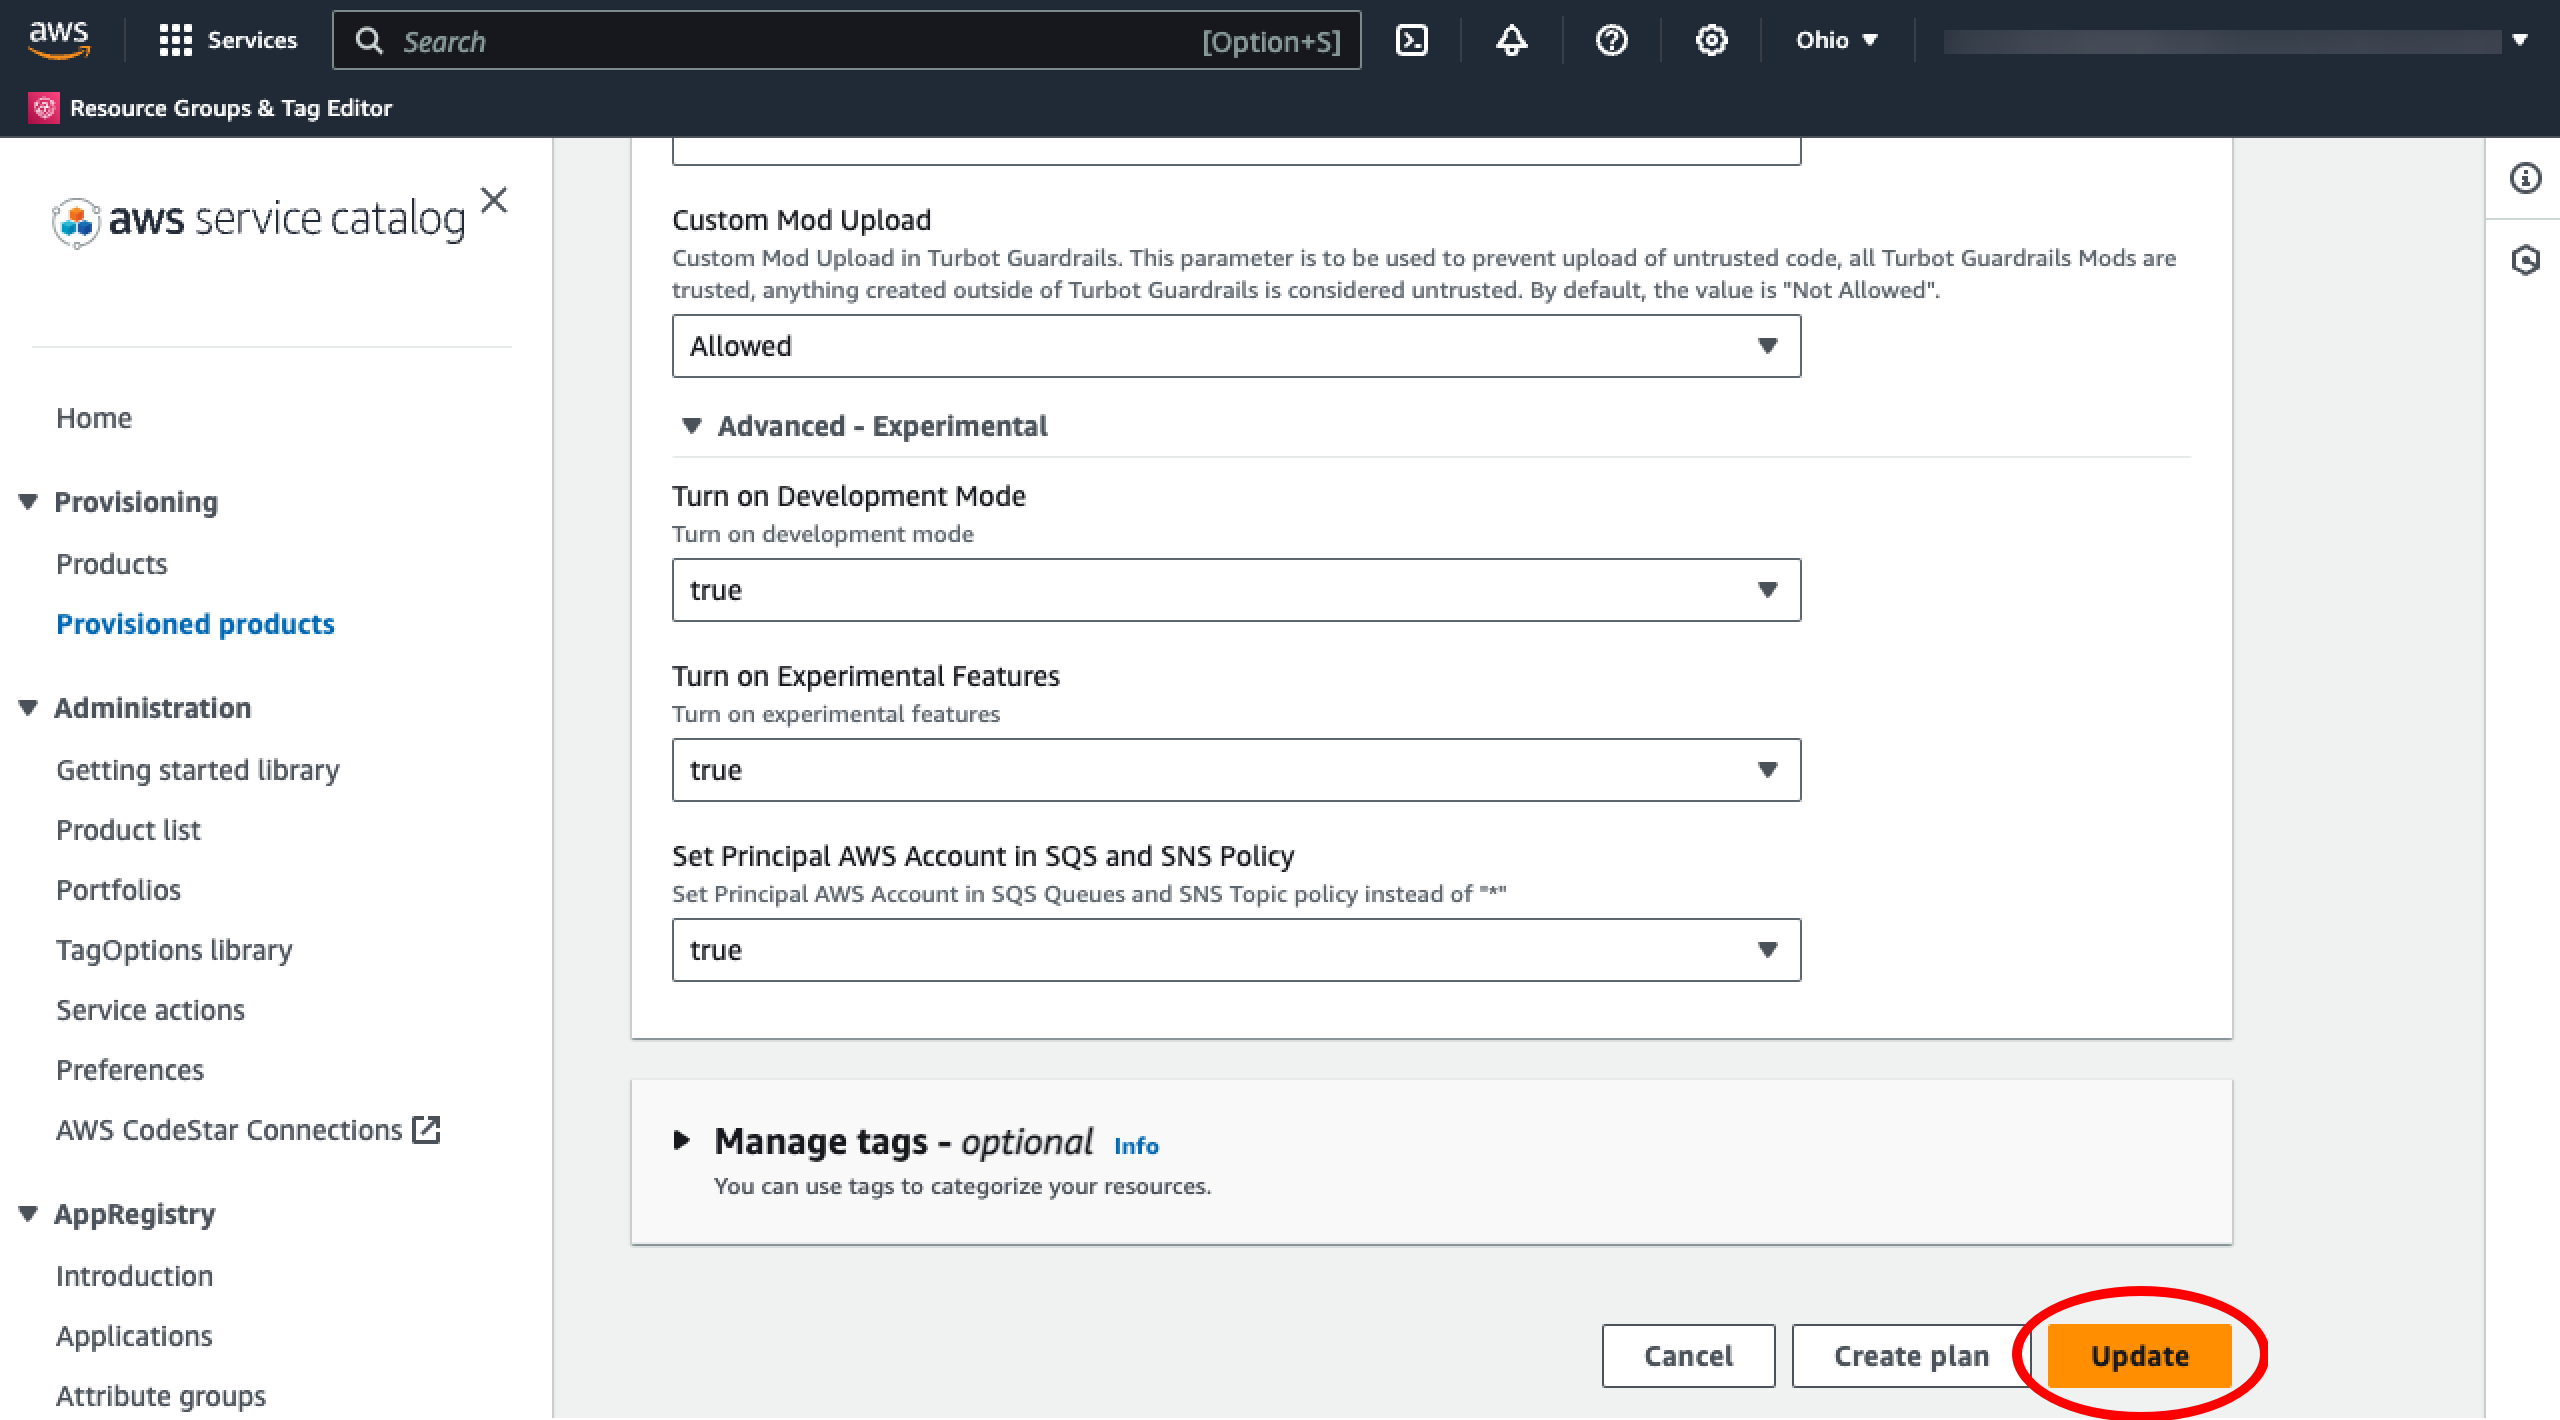 aws
Services
Search
[Option+S]
Ohio
Resource Groups & Tag Editor
aws service catalog
Home
Provisioning
Products
Provisioned products
Administration
Getting started library
Product list
Portfolios
TagOptions library
Service actions
Preferences
AWS CodeStar Connections
AppRegistry
Introduction
Applications
Attribute groups
Custom Mod Upload
Custom Mod Upload in Turbot Guardrails. This parameter is to be used to prevent upload of untrusted code, all Turbot Guardrails Mods are
trusted, anything created outside of Turbot Guardrails is considered untrusted. By default, the value is "Not Allowed".
Allowed
Advanced - Experimental
Turn on Development Mode
Turn on development mode
true
Turn on Experimental Features
Turn on experimental features
true
Set Principal AWS Account in SQS and SNS Policy
Set Principal AWS Account in SQS Queues and SNS Topic policy instead of "*"
true
Manage tags - optional Info
You can use tags to categorize your resources.
Cancel
Create plan
Update